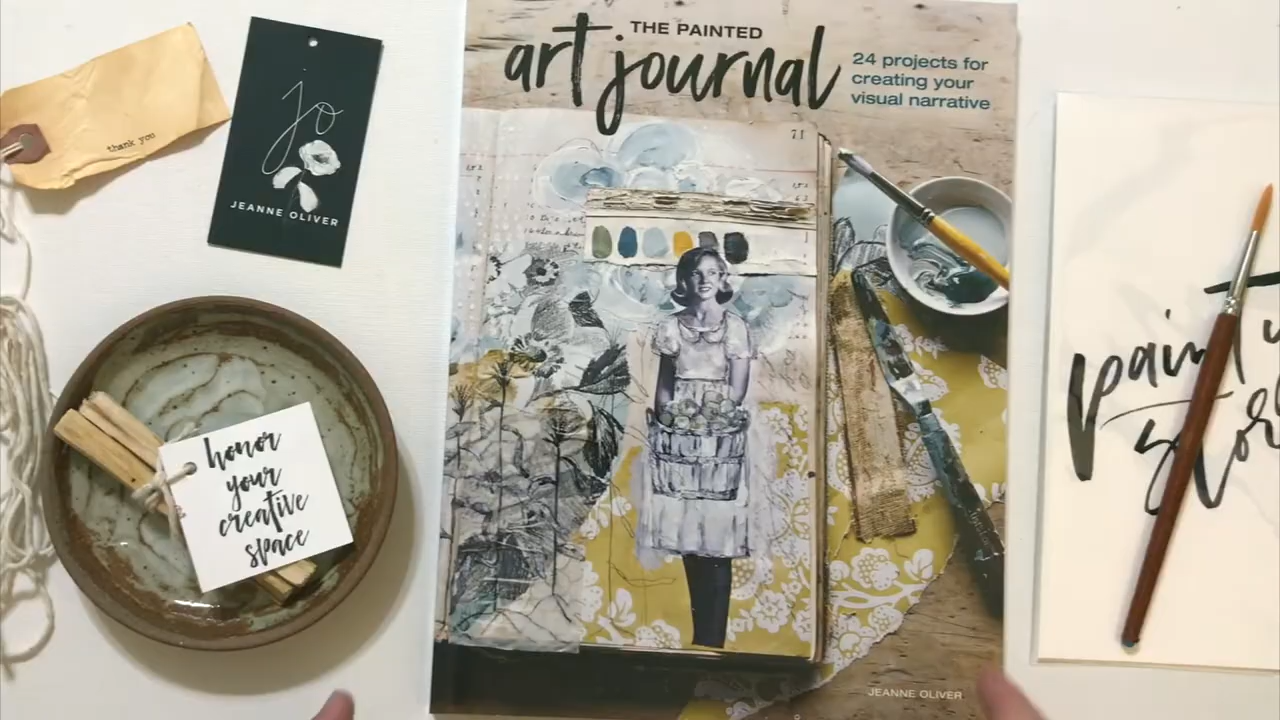 thank you
Jo
JEANNE OLIVER
honor
your
creative
space
THE PAINTED
art journal
24 projects for
creating your
visual narrative
71
JEANNE OLIVER
paint